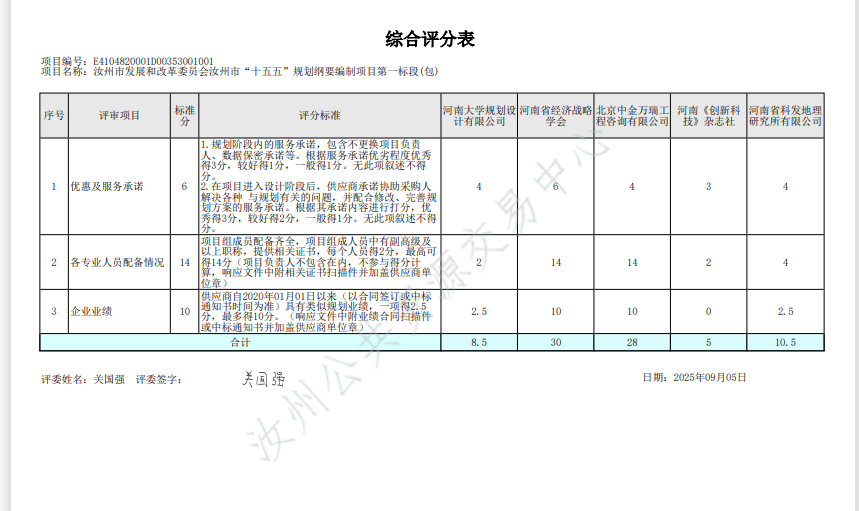 综合评分表
项目编号: E4104820001D00353001001
项目名称: 汝州市发展和改革委员会汝州市“十五五”规划纲要编制项目第一标段(包)
序号 评审项目 标准分 评分标准 河南大学规划设计有限公司 河南省经济战略学会 北京中金万瑞工程咨询有限公司 河南《创新科技》杂志社 河南省科发地理研究所有限公司
1 优惠及服务承诺 6
1.规划阶段内的服务承诺，包含不更换项目负责
人、数据保密承诺等。根据服务承诺优劣程度优秀
得3分，较好得1分，一般得1分。无此项叙述不得
分。
2.在项目进入设计阶段后，供应商承诺协助采购人
解决各种 与规划有关的问题，并配合修改、完善规
划方案的服务承诺。根据其承诺内容进行打分，优
秀得3分，较好得2分，一般得1分。无此项叙述不得
分。
4 6 4 3 4
2 各专业人员配备情况 14
项目组成员配备齐全，项目组成人员中有副高级及
以上职称，提供相关证书，每个人员得2分，最高可
得14分（项目负责人不包含在内，不参与得分计
算，响应文件中附相关证书扫描件并加盖供应商单
位章）
2 14 14 2 4
3 企业业绩 10
供应商自2020年01月01日以来（以合同签订或中标
通知书时间为准）具有类似规划业绩，一项得2.5
分，最多得10分。（响应文件中附业绩合同扫描件
或中标通知书并加盖供应商单位章）
2.5 10 10 0 2.5
合计 8.5 30 28 5 10.5
评委姓名: 关国强 评委签字: 关国强 日期: 2025年09月05日
汝州公共资源交易中心